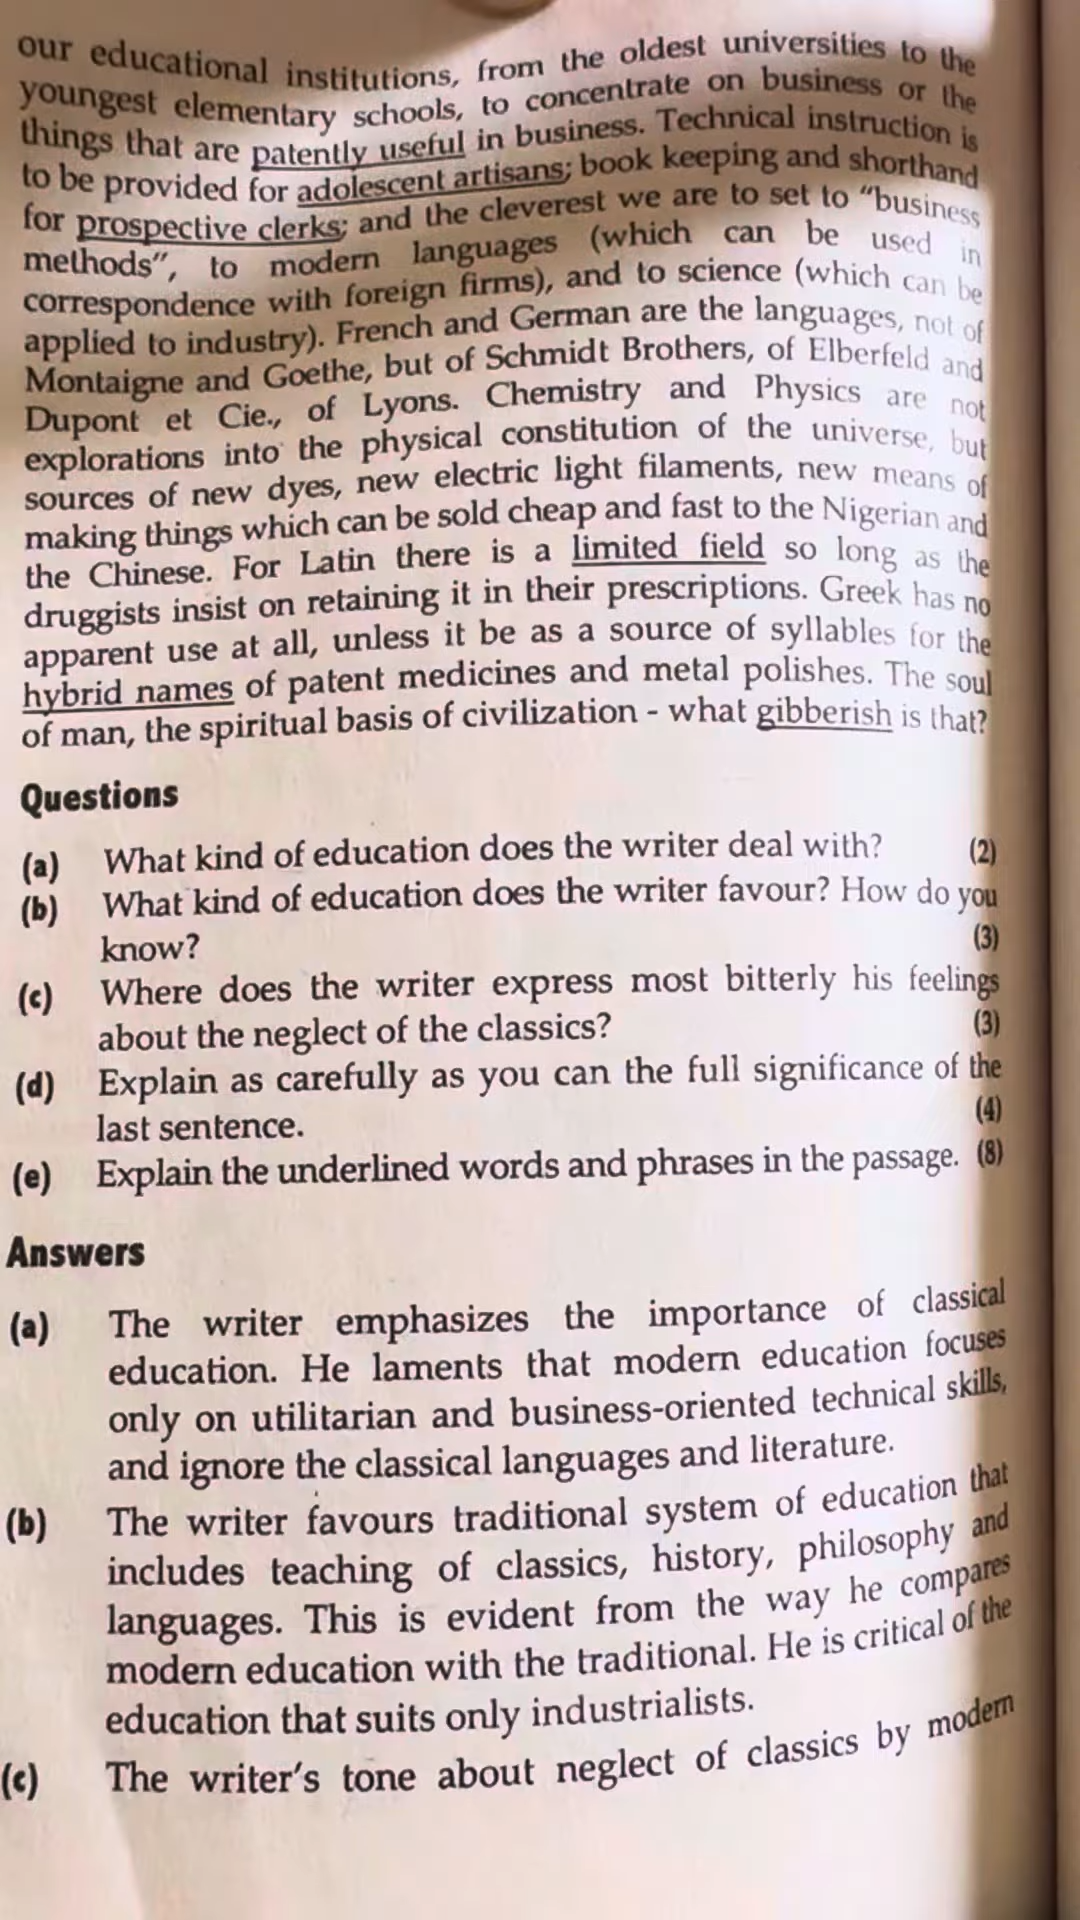 our educational institutions, from the oldest universities to the
youngest elementary schools, to concentrate on business or the
things that are patently useful in business. Technical instruction is
to be provided for adolescent artisans; book keeping and shorthand
for prospective clerks; and the cleverest we are to set to "business
methods", to modern languages (which can be used in
correspondence with foreign firms), and to science (which can be
applied to industry). French and German are the languages, not of
Montaigne and Goethe, but of Schmidt Brothers, of Elberfeld and
Dupont et Cie., of Lyons. Chemistry and Physics are not
explorations into the physical constitution of the universe, but
sources of new dyes, new electric light filaments, new means of
making things which can be sold cheap and fast to the Nigerian and
the Chinese. For Latin there is a limited field so long as the
druggists insist on retaining it in their prescriptions. Greek has no
apparent use at all, unless it be as a source of syllables for the
hybrid names of patent medicines and metal polishes. The soul
of man, the spiritual basis of civilization - what gibberish is that?
Questions
(a) What kind of education does the writer deal with? (2)
(b) What kind of education does the writer favour? How do you
know? (3)
(c) Where does the writer express most bitterly his feelings
about the neglect of the classics? (3)
(d) Explain as carefully as you can the full significance of the
last sentence. (4)
(e) Explain the underlined words and phrases in the passage. (8)
Answers
(a) The writer emphasizes the importance of classical
education. He laments that modern education focuses
only on utilitarian and business-oriented technical skills,
and ignore the classical languages and literature.
(b) The writer favours traditional system of education that
includes teaching of classics, history, philosophy and
languages. This is evident from the way he compares
modern education with the traditional. He is critical of the
education that suits only industrialists.
(c) The writer's tone about neglect of classics by modern